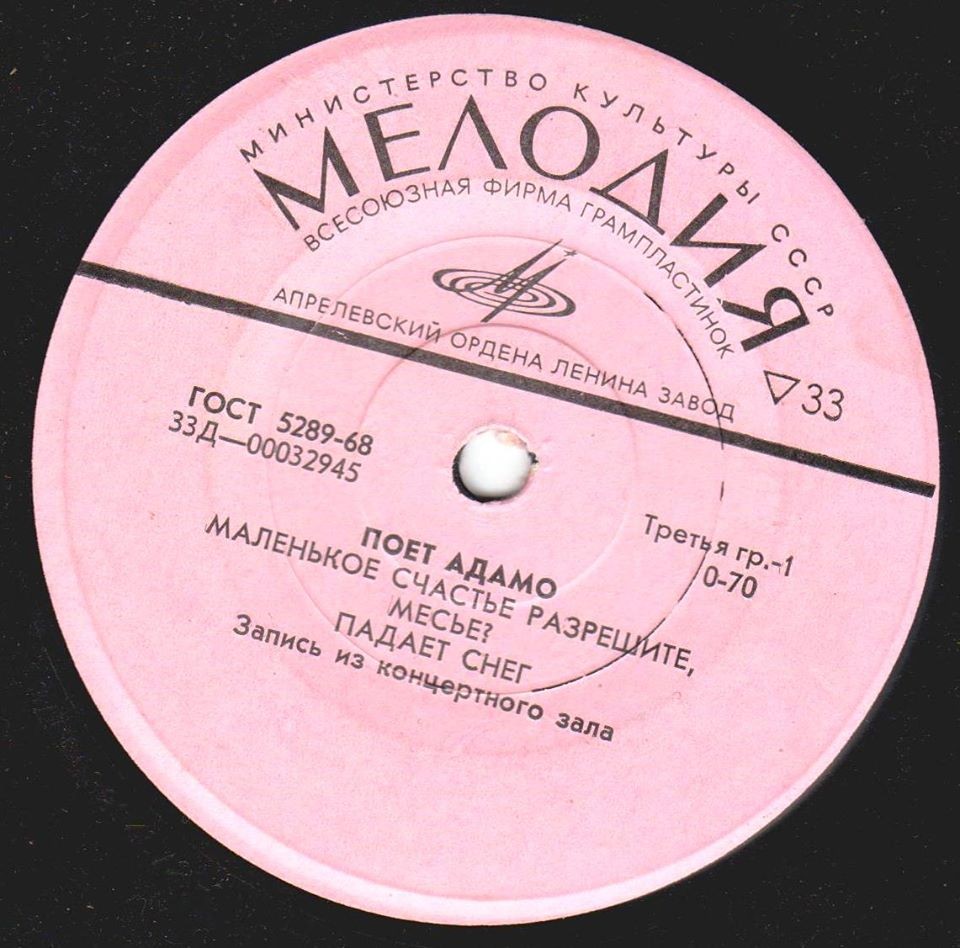 МИНИСТЕРСТВО КУЛЬТУРЫ СССР
МЕЛОДИЯ
ВСЕСОЮЗНАЯ ФИРМА ГРАМПЛАСТИНОК
АПРЕЛЕВСКИЙ ОРДЕНА ЛЕНИНА ЗАВОД
▽33
ГОСТ 5289-68
33Д—00032945
Третья гр.-1
0-70
ПОЕТ АДАМО
МАЛЕНЬКОЕ СЧАСТЬЕ РАЗРЕШИТЕ,
МЕСЬЕ?
ПАДАЕТ СНЕГ
Запись из концертного зала